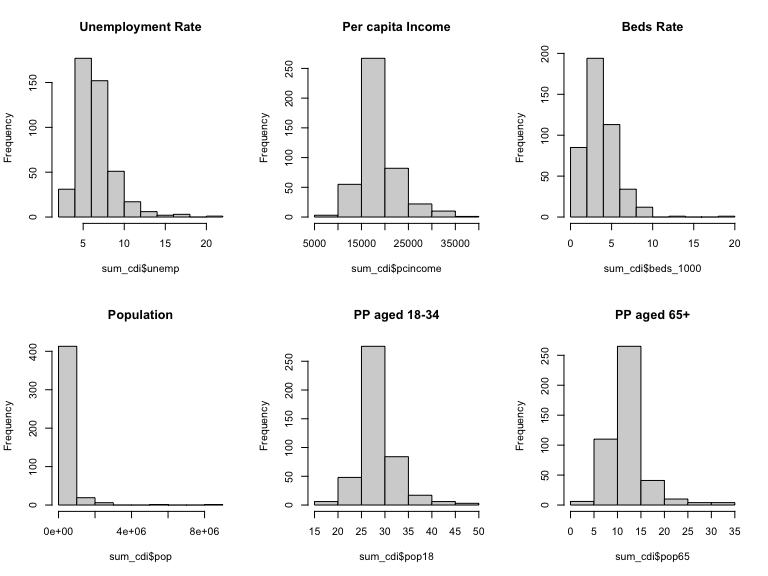 Unemployment Rate
Frequency
0 50 100 150
5 10 15 20
sum_cdi$unemp
Per capita Income
Frequency
0 50 100 150 200 250
5000 15000 25000 35000
sum_cdi$pcincome
Beds Rate
Frequency
0 50 100 150 200
0 5 10 15 20
sum_cdi$beds_1000
Population
Frequency
0 100 200 300 400
0e+00 4e+06 8e+06
sum_cdi$pop
PP aged 18-34
Frequency
0 50 100 150 200 250
15 20 25 30 35 40 45 50
sum_cdi$pop18
PP aged 65+
Frequency
0 50 100 150 200 250
0 5 10 15 20 25 30 35
sum_cdi$pop65